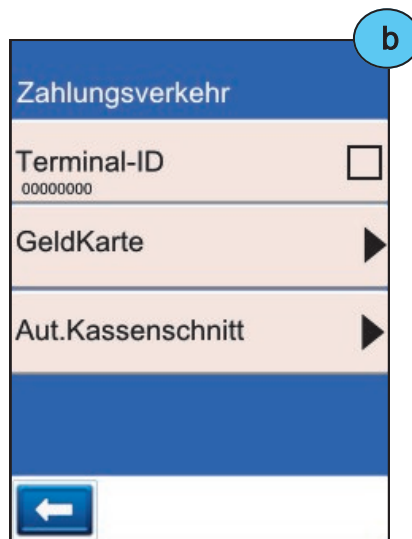 b
Zahlungsverkehr
Terminal-ID
00000000
GeldKarte
Aut.Kassenschnitt